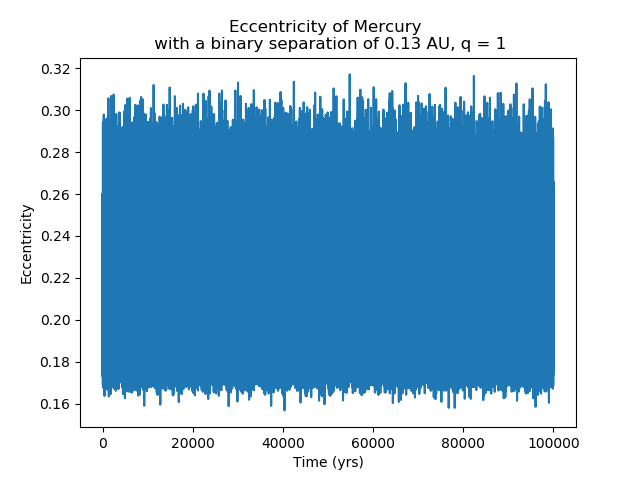 Eccentricity of Mercury
with a binary separation of 0.13 AU, q = 1
0.32
0.30
0.28
0.26
0.24
0.22
0.20
0.18
0.16
Eccentricity
0 20000 40000 60000 80000 100000
Time (yrs)